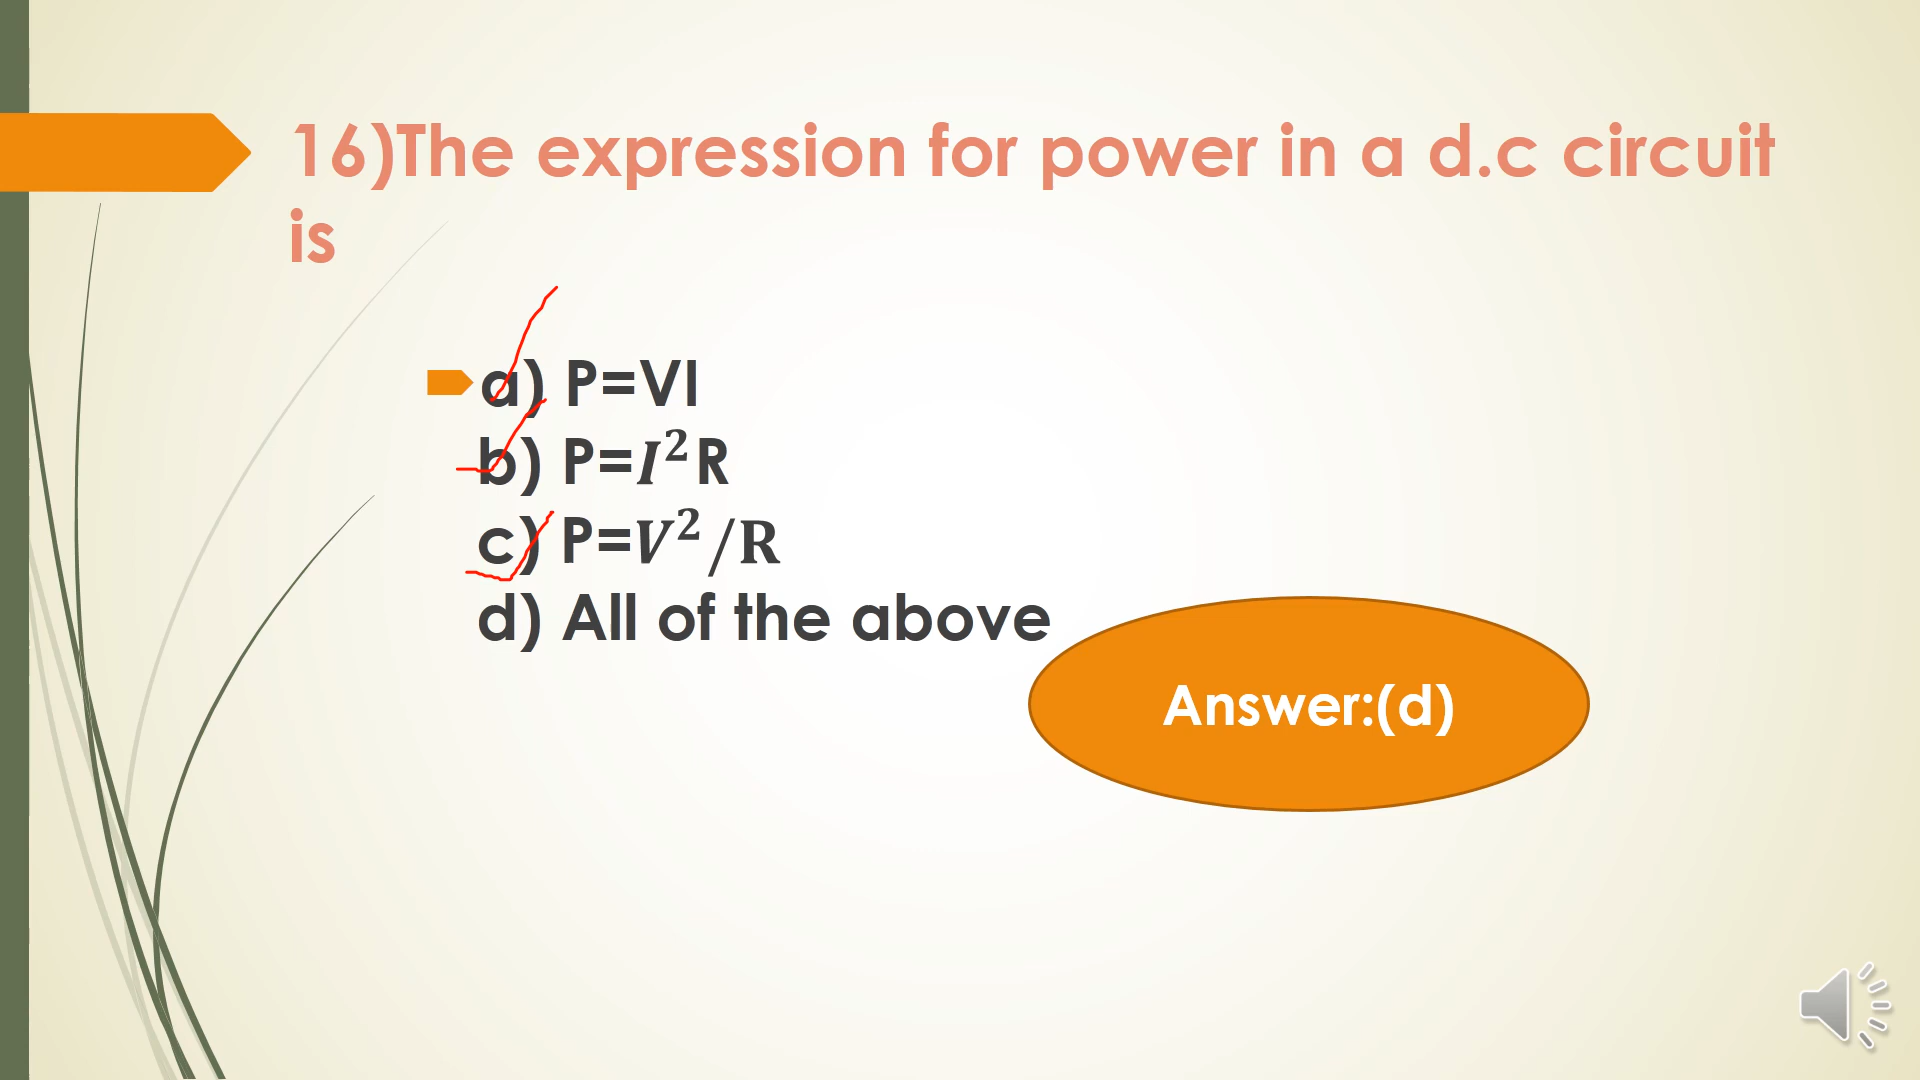 16)The expression for power in a d.c circuit
is
a) P=VI
b) P=I²R
c) P=V²/R
d) All of the above
Answer:(d)